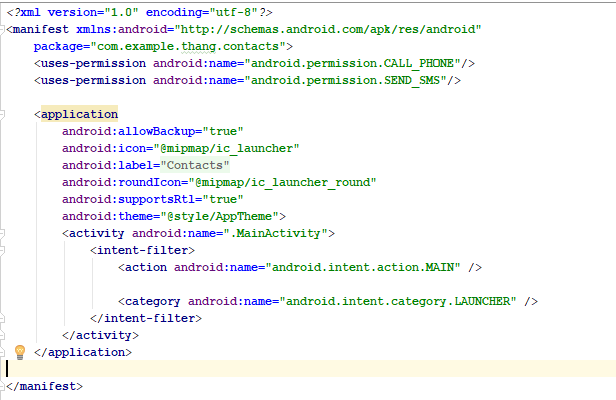 <?xml version="1.0" encoding="utf-8"?>
<manifest xmlns:android="http://schemas.android.com/apk/res/android"
    package="com.example.thang.contacts">
    <uses-permission android:name="android.permission.CALL_PHONE"/>
    <uses-permission android:name="android.permission.SEND_SMS"/>

    <application
        android:allowBackup="true"
        android:icon="@mipmap/ic_launcher"
        android:label="Contacts"
        android:roundIcon="@mipmap/ic_launcher_round"
        android:supportsRtl="true"
        android:theme="@style/AppTheme">
        <activity android:name=".MainActivity">
            <intent-filter>
                <action android:name="android.intent.action.MAIN" />

                <category android:name="android.intent.category.LAUNCHER" />
            </intent-filter>
        </activity>
    </application>

</manifest>